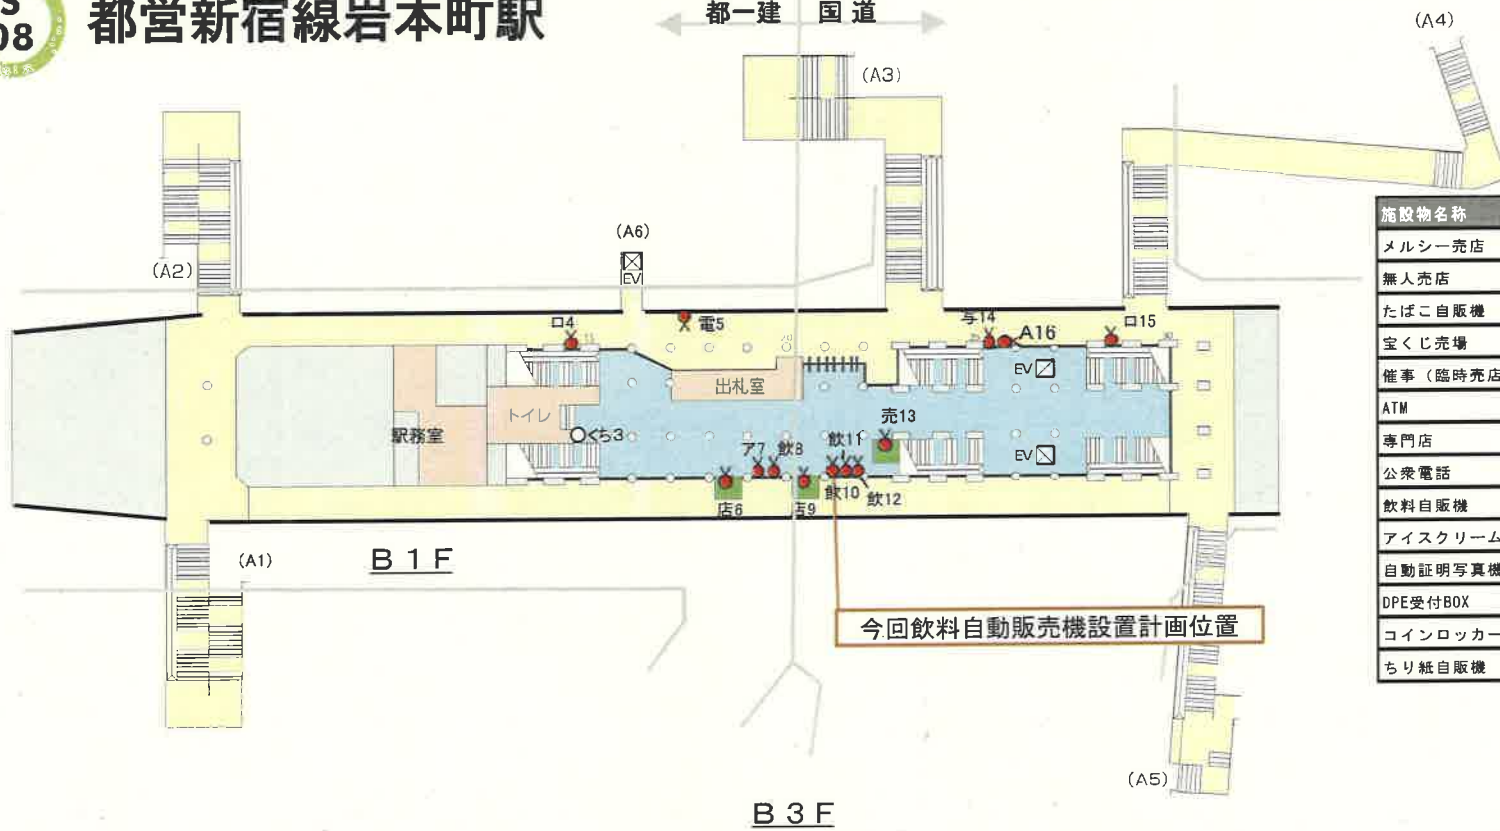 S
08
都営新宿線岩本町駅
都一建 国道
(A4)
(A3)
(A6)
EV
(A2)
施設物名称
メルシー売店
無人売店
たばこ自販機
宝くじ売場
催事（臨時売店
ATM
専門店
公衆電話
飲料自販機
アイスクリーム
自動証明写真機
DPE受付BOX
コインロッカー
ちり紙自販機
ロ4
電5
与14
A16
ロ15
EV
出札室
トイレ
駅務室
ぐち3
売13
EV
ア7
飲8
飲11
飲10
飲12
店6
店9
(A1)
B1F
今回飲料自動販売機設置計画位置
(A5)
B3F